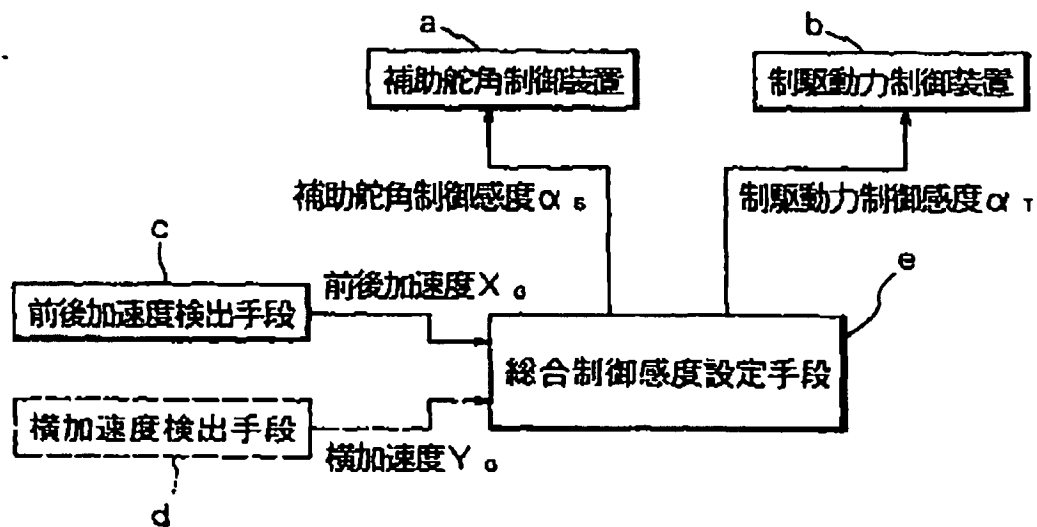 a
b
補助舵角制御装置
制駆動力制御装置
補助舵角制御感度α S
制駆動力制御感度α T
c
前後加速度X G
e
前後加速度検出手段
総合制御感度設定手段
横加速度検出手段
横加速度Y G
d